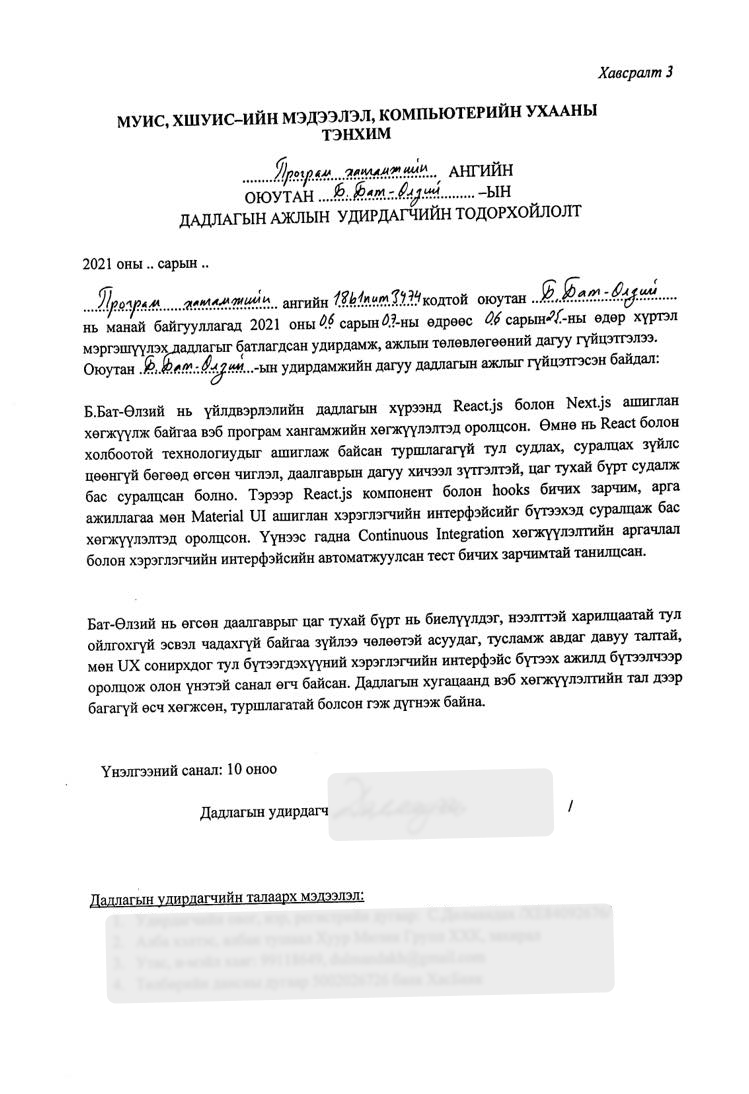 Хавсралт 3
МУИС, ХШУИС–ИЙН МЭДЭЭЛЭЛ, КОМПЬЮТЕРИЙН УХААНЫ
ТЭНХИМ
Програм хангамжийн АНГИЙН
ОЮУТАН Б.Бат-Өлзий –ЫН
ДАДЛАГЫН АЖЛЫН УДИРДАГЧИЙН ТОДОРХОЙЛОЛТ
2021 оны .. сарын ..
Програм хангамжийн ангийн 18b1num3474 кодтой оюутан Б.Бат-Өлзий
нь манай байгууллагад 2021 оны 06 сарын 07-ны өдрөөс 06 сарын 25-ны өдөр хүртэл
мэргэшүүлэх дадлагыг батлагдсан удирдамж, ажлын төлөвлөгөөний дагуу гүйцэтгэлээ.
Оюутан Б.Бат-Өлзий-ын удирдамжийн дагуу дадлагын ажлыг гүйцэтгэсэн байдал:
Б.Бат-Өлзий нь үйлдвэрлэлийн дадлагын хүрээнд React.js болон Next.js ашиглан
хөгжүүлж байгаа вэб програм хангамжийн хөгжүүлэлтэд оролцсон. Өмнө нь React болон
холбоотой технологиудыг ашиглаж байсан туршлагагүй тул судлах, суралцах зүйлс
цөөнгүй бөгөөд өгсөн чиглэл, даалгаврын дагуу хичээл зүтгэлтэй, цаг тухай бүрт судалж
бас суралцсан болно. Тэрээр React.js компонент болон hooks бичих зарчим, арга
ажиллагаа мөн Material UI ашиглан хэрэглэгчийн интерфэйсийг бүтээхэд суралцаж бас
хөгжүүлэлтэд оролцсон. Үүнээс гадна Continuous Integration хөгжүүлэлтийн аргачлал
болон хэрэглэгчийн интерфэйсийн автоматжуулсан тест бичих зарчимтай танилцсан.
Бат-Өлзий нь өгсөн даалгаврыг цаг тухай бүрт нь биелүүлдэг, нээлттэй харилцаатай тул
ойлгохгүй эсвэл чадахгүй байгаа зүйлээ чөлөөтэй асуудаг, тусламж авдаг давуу талтай,
мөн UX сонирхдог тул бүтээгдэхүүний хэрэглэгчийн интерфэйс бүтээх ажилд бүтээлчээр
оролцож олон үнэтэй санал өгч байсан. Дадлагын хугацаанд вэб хөгжүүлэлтийн тал дээр
багагүй өсч хөгжсөн, туршлагатай болсон гэж дүгнэж байна.
Үнэлгээний санал: 10 оноо
Дадлагын удирдагч /
Дадлагын удирдагчийн талаарх мэдээлэл: